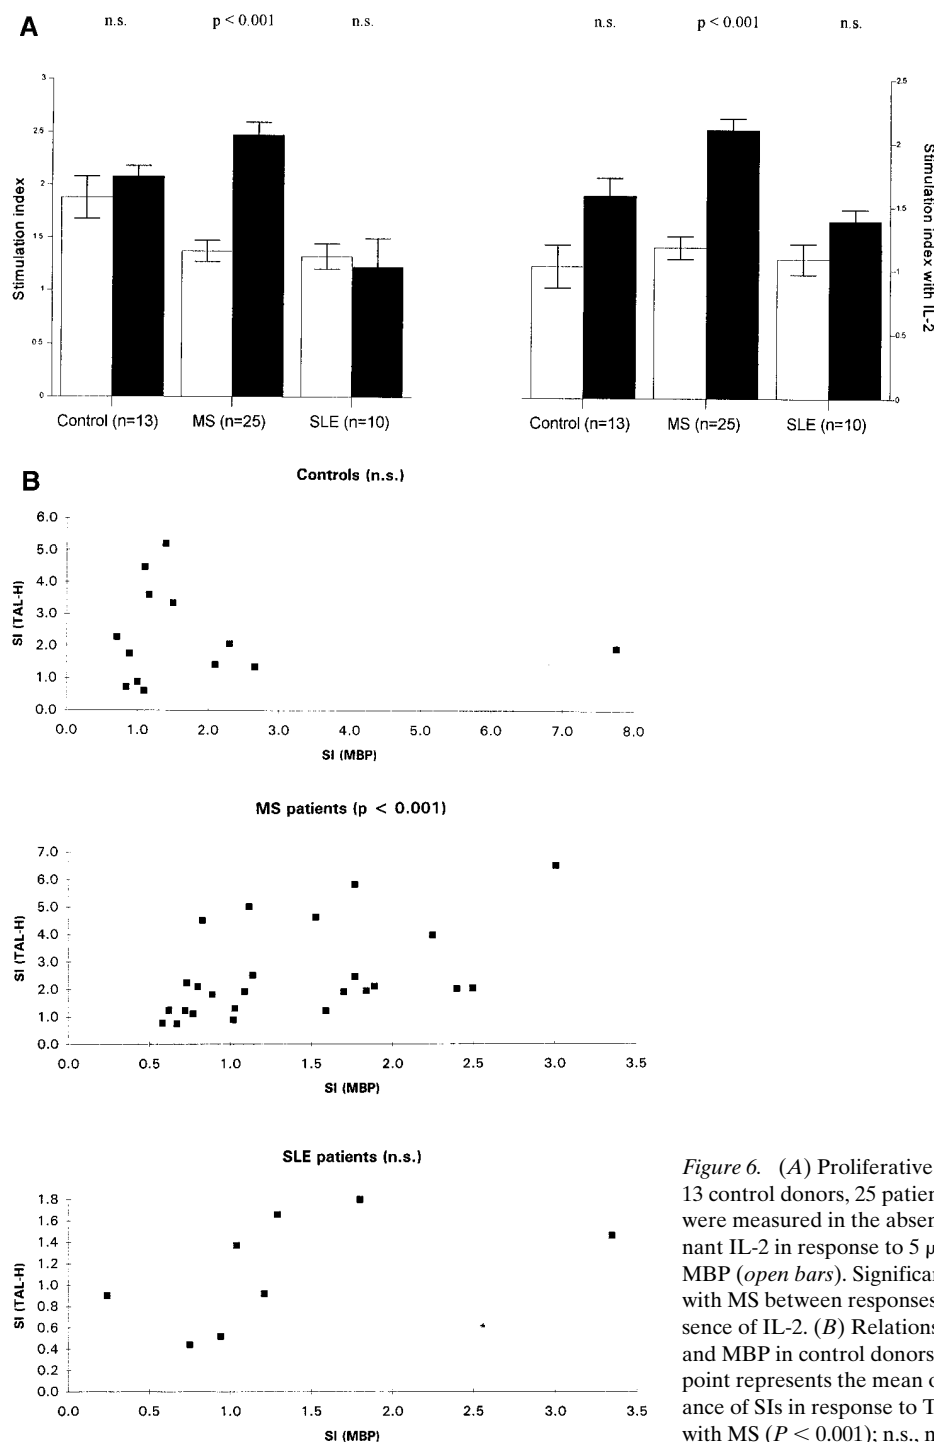 A
n.s.
p < 0.001
n.s.
n.s.
p < 0.001
n.s.
3
2.5
2
15
1
05
0
Stimulation index
Control (n=13)
MS (n=25)
SLE (n=10)
2.5
2
1.5
1
0.5
0
Stimulation index with IL-2
Control (n=13)
MS (n=25)
SLE (n=10)
B
Controls (n.s.)
6.0
5.0
4.0
3.0
2.0
1.0
0.0
SI (TAL-H)
0.0 1.0 2.0 3.0 4.0 5.0 6.0 7.0 8.0
SI (MBP)
MS patients (p < 0.001)
7.0
6.0
5.0
4.0
3.0
2.0
1.0
0.0
SI (TAL-H)
0.0 0.5 1.0 1.5 2.0 2.5 3.0 3.5
SI (MBP)
SLE patients (n.s.)
1.8
1.6
1.4
1.2
1.0
0.8
0.6
0.4
0.2
0.0
SI (TAL-H)
0.0 0.5 1.0 1.5 2.0 2.5 3.0 3.5
SI (MBP)
Figure 6. (A) Proliferative
13 control donors, 25 patien
were measured in the absen
nant IL-2 in response to 5 μ
MBP (open bars). Significan
with MS between responses
sence of IL-2. (B) Relations
and MBP in control donors
point represents the mean o
ance of SIs in response to T
with MS (P < 0.001); n.s., n